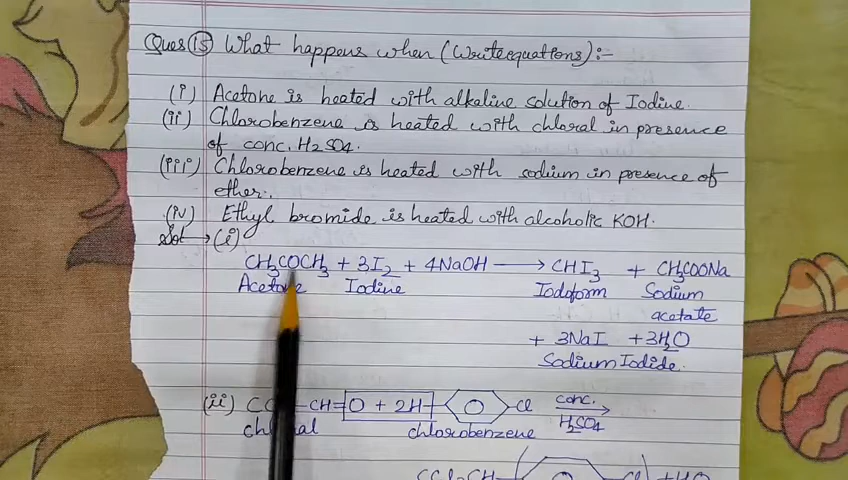 Ques 15 What happens when (Write equations):-
(i) Acetone is heated with alkaline solution of Iodine.
(ii) Chlorobenzene is heated with chloral in presence
of conc. H2SO4.
(iii) Chlorobenzene is heated with sodium in presence of
ether.
(iv) Ethyl bromide is heated with alcoholic KOH.
Sol → (i)
CH3COCH3 + 3I2 + 4NaOH → CHI3 + CH3COONa
Acetone Iodine Iodoform Sodium
acetate
+ 3NaI + 3H2O
Sodium Iodide.
(ii) CH=O + 2H Cl conc.
H2SO4
chlorobenzene